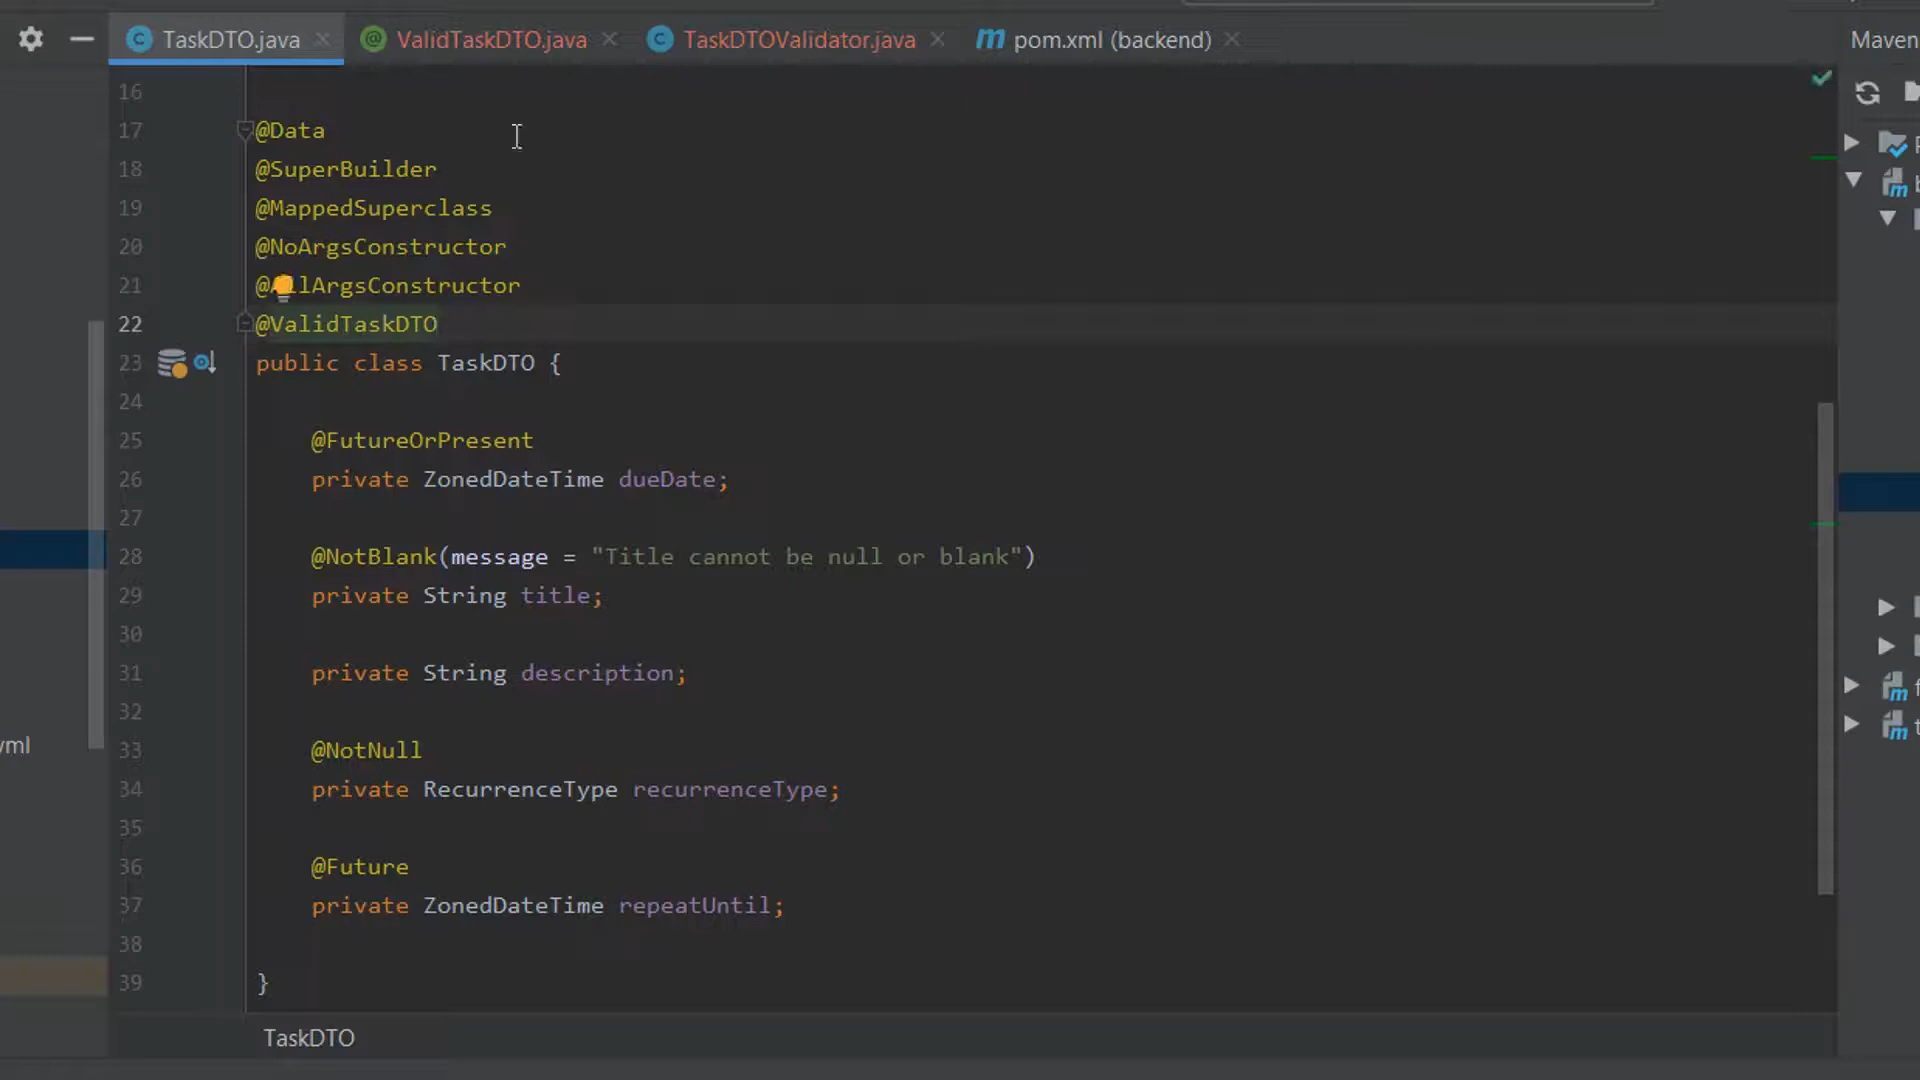 TaskDTO.java ValidTaskDTO.java TaskDTOValidator.java pom.xml (backend) Maven
16
17 @Data
18 @SuperBuilder
19 @MappedSuperclass
20 @NoArgsConstructor
21 @AllArgsConstructor
22 @ValidTaskDTO
23 public class TaskDTO {
24
25 @FutureOrPresent
26 private ZonedDateTime dueDate;
27
28 @NotBlank(message = "Title cannot be null or blank")
29 private String title;
30
31 private String description;
32
33 @NotNull
34 private RecurrenceType recurrenceType;
35
36 @Future
37 private ZonedDateTime repeatUntil;
38
39 }
TaskDTO